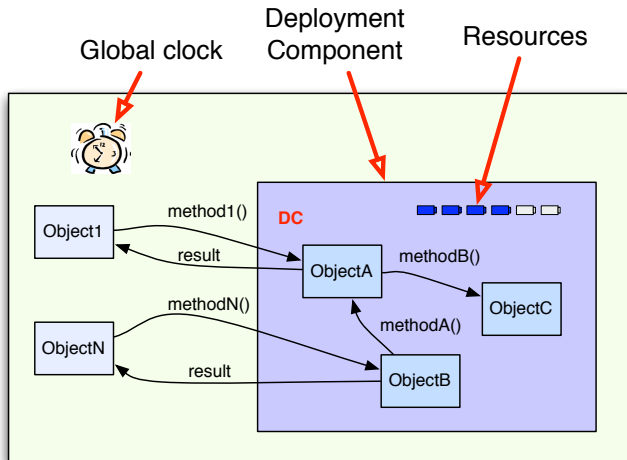 Global clock
Deployment
Component
Resources
DC
Object1
method1()
result
ObjectA
methodB()
ObjectC
methodN()
methodA()
ObjectN
result
ObjectB